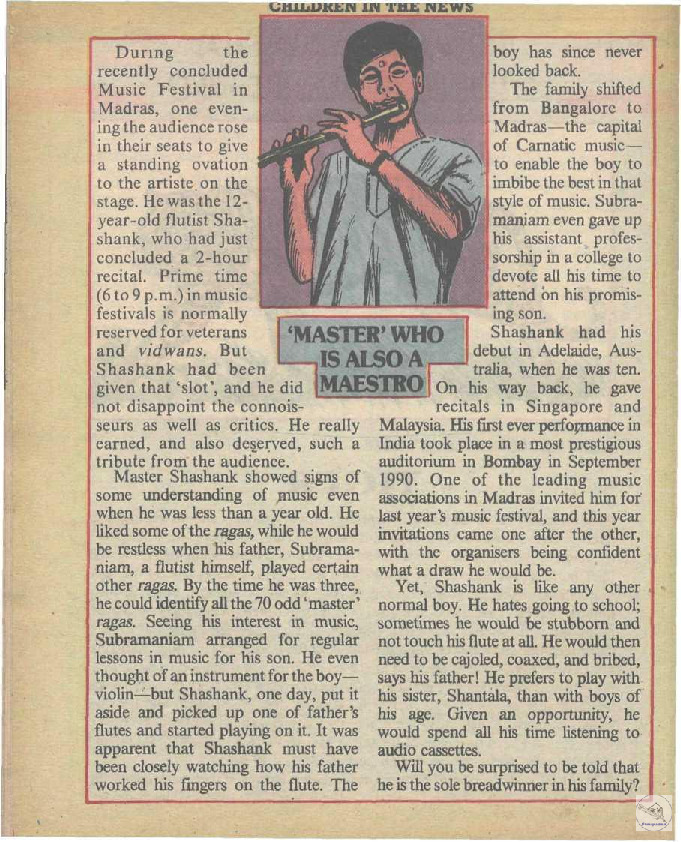 CHILDREN IN THE NEWS
During the
recently concluded
Music Festival in
Madras, one even-
ing the audience rose
in their seats to give
a standing ovation
to the artiste on the
stage. He was the 12-
year-old flutist Sha-
shank, who had just
concluded a 2-hour
recital. Prime time
(6 to 9 p.m.) in music
festivals is normally
reserved for veterans
and vidwans. But
Shashank had been
given that ‘slot’, and he did
not disappoint the connois-
seurs as well as critics. He really
earned, and also deserved, such a
tribute from the audience.
Master Shashank showed signs of
some understanding of music even
when he was less than a year old. He
liked some of the ragas, while he would
be restless when his father, Subrama-
niam, a flutist himself, played certain
other ragas. By the time he was three,
he could identify all the 70 odd ‘master’
ragas. Seeing his interest in music,
Subramaniam arranged for regular
lessons in music for his son. He even
thought of an instrument for the boy—
violin—but Shashank, one day, put it
aside and picked up one of father’s
flutes and started playing on it. It was
apparent that Shashank must have
been closely watching how his father
worked his fingers on the flute. The
‘MASTER’ WHO
IS ALSO A
MAESTRO
boy has since never
looked back.
The family shifted
from Bangalore to
Madras—the capital
of Carnatic music—
to enable the boy to
imbibe the best in that
style of music. Subra-
maniam even gave up
his assistant profes-
sorship in a college to
devote all his time to
attend on his promis-
ing son.
Shashank had his
debut in Adelaide, Aus-
tralia, when he was ten.
On his way back, he gave
recitals in Singapore and
Malaysia. His first ever performance in
India took place in a most prestigious
auditorium in Bombay in September
1990. One of the leading music
associations in Madras invited him for
last year’s music festival, and this year
invitations came one after the other,
with the organisers being confident
what a draw he would be.
Yet, Shashank is like any other
normal boy. He hates going to school;
sometimes he would be stubborn and
not touch his flute at all. He would then
need to be cajoled, coaxed, and bribed,
says his father! He prefers to play with
his sister, Shantala, than with boys of
his age. Given an opportunity, he
would spend all his time listening to
audio cassettes.
Will you be surprised to be told that
he is the sole breadwinner in his family?